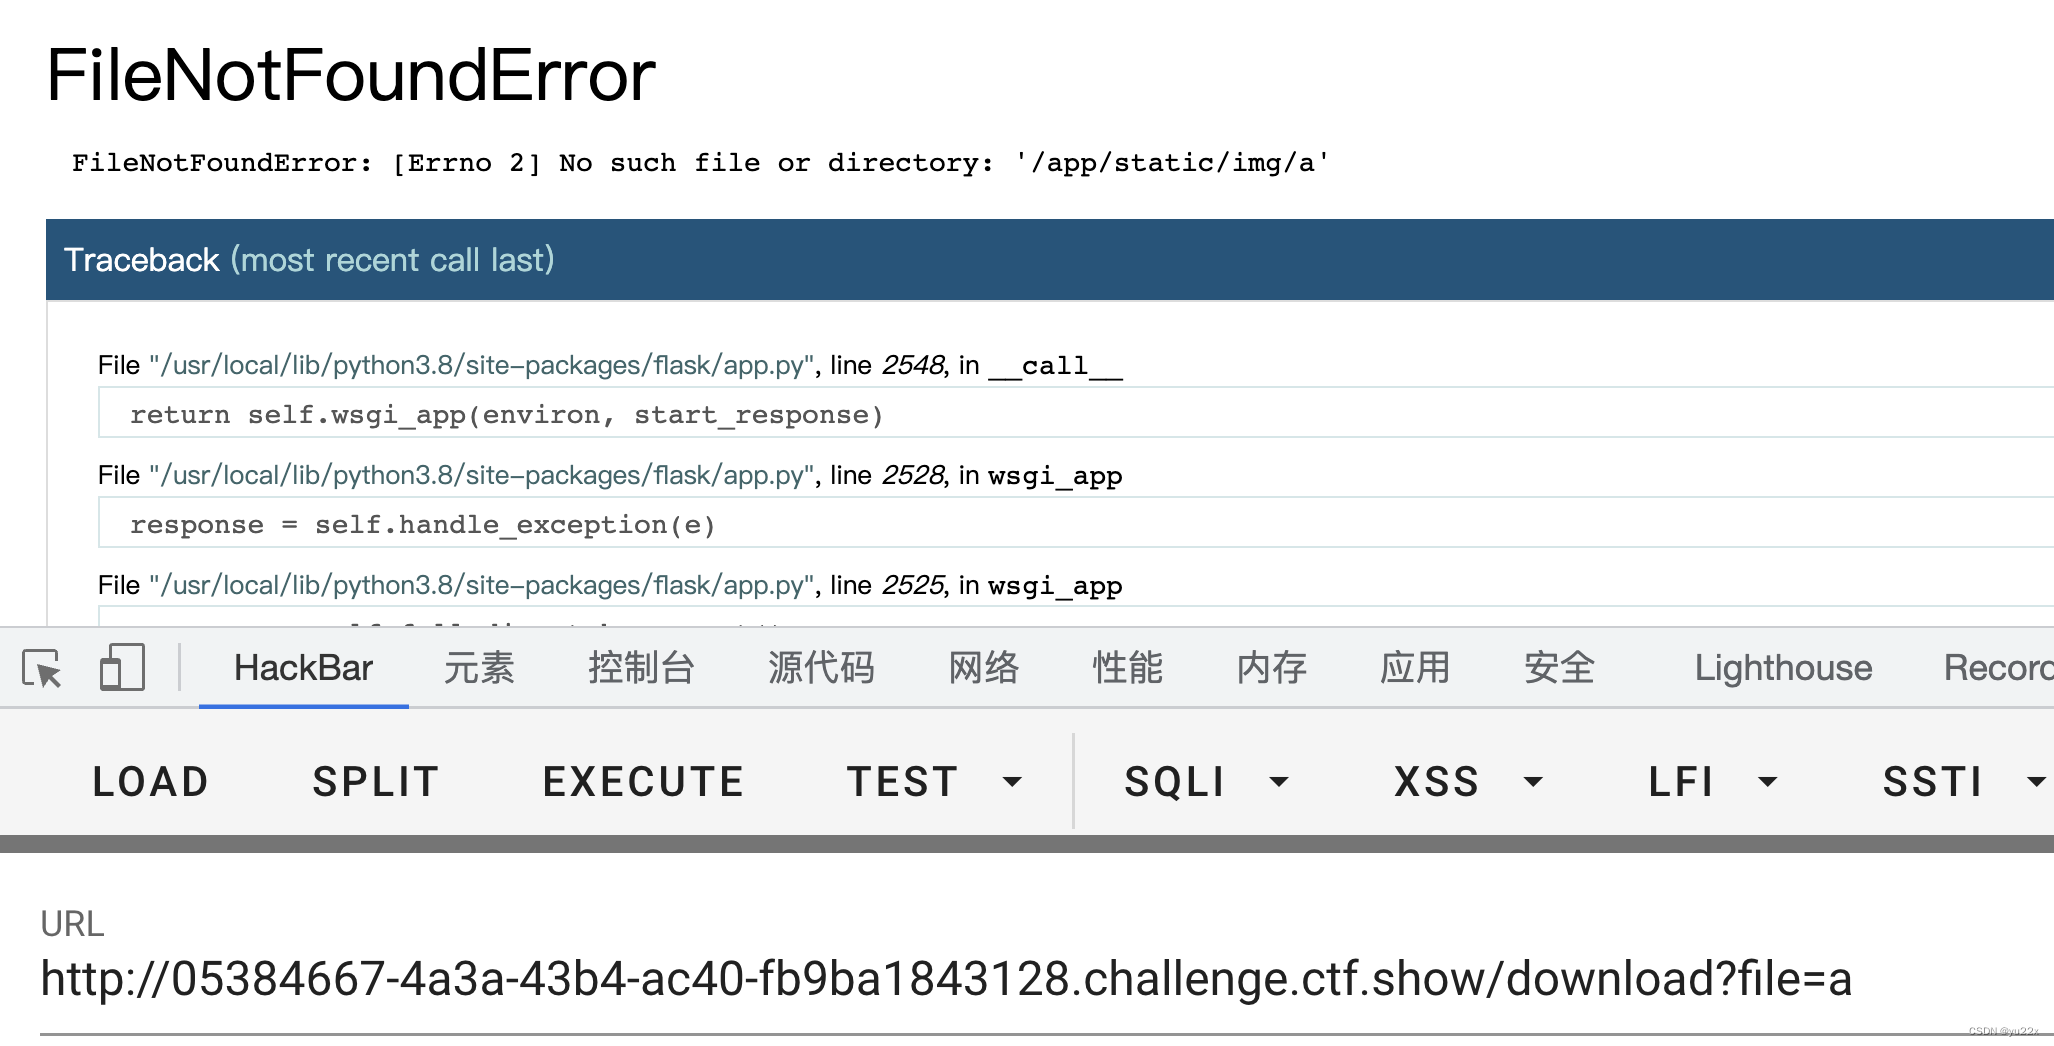 FileNotFoundError
FileNotFoundError: [Errno 2] No such file or directory: '/app/static/img/a'
Traceback (most recent call last)
File "/usr/local/lib/python3.8/site-packages/flask/app.py", line 2548, in __call__
return self.wsgi_app(environ, start_response)
File "/usr/local/lib/python3.8/site-packages/flask/app.py", line 2528, in wsgi_app
response = self.handle_exception(e)
File "/usr/local/lib/python3.8/site-packages/flask/app.py", line 2525, in wsgi_app
HackBar 元素 控制台 源代码 网络 性能 内存 应用 安全 Lighthouse Recorc
LOAD SPLIT EXECUTE TEST SQLI XSS LFI SSTI
URL
http://05384667-4a3a-43b4-ac40-fb9ba1843128.challenge.ctf.show/download?file=a
CSDN @yu22x